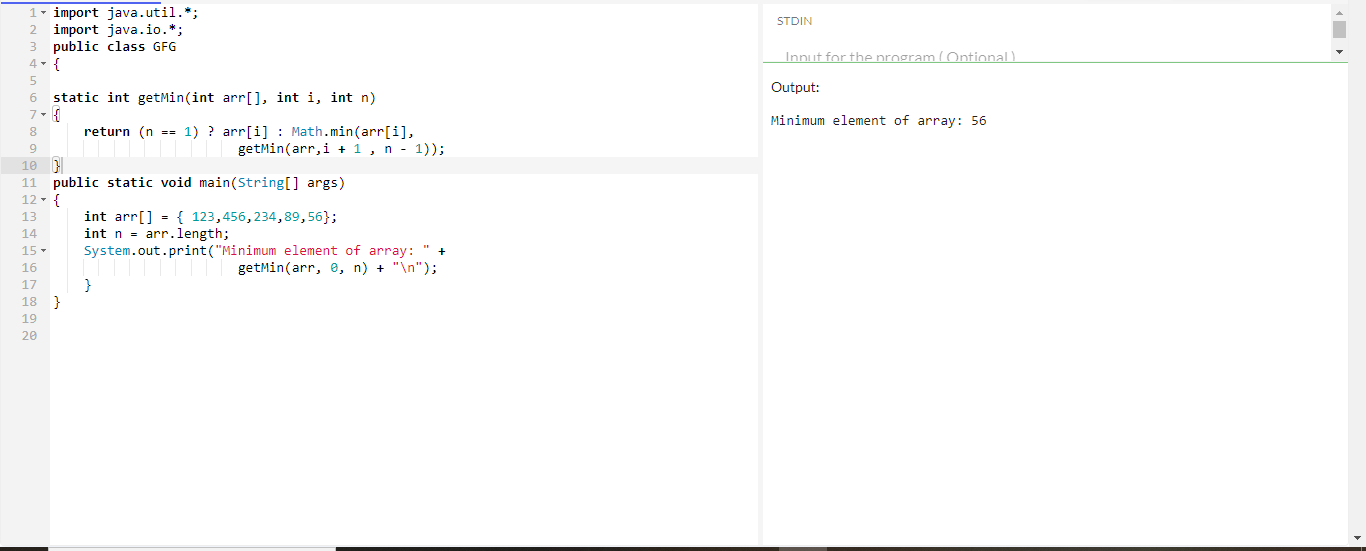 1 import java.util.*;
2 import java.io.*;
3 public class GFG
4 {
5
6 static int getMin(int arr[], int i, int n)
7 {
8     return (n == 1) ? arr[i] : Math.min(arr[i],
9                         getMin(arr,i + 1 , n - 1));
10 }
11 public static void main(String[] args)
12 {
13     int arr[] = { 123,456,234,89,56};
14     int n = arr.length;
15     System.out.print("Minimum element of array: " +
16                         getMin(arr, 0, n) + "\n");
17     }
18 }
19
20
STDIN
Input for the program ( Optional )
Output:
Minimum element of array: 56